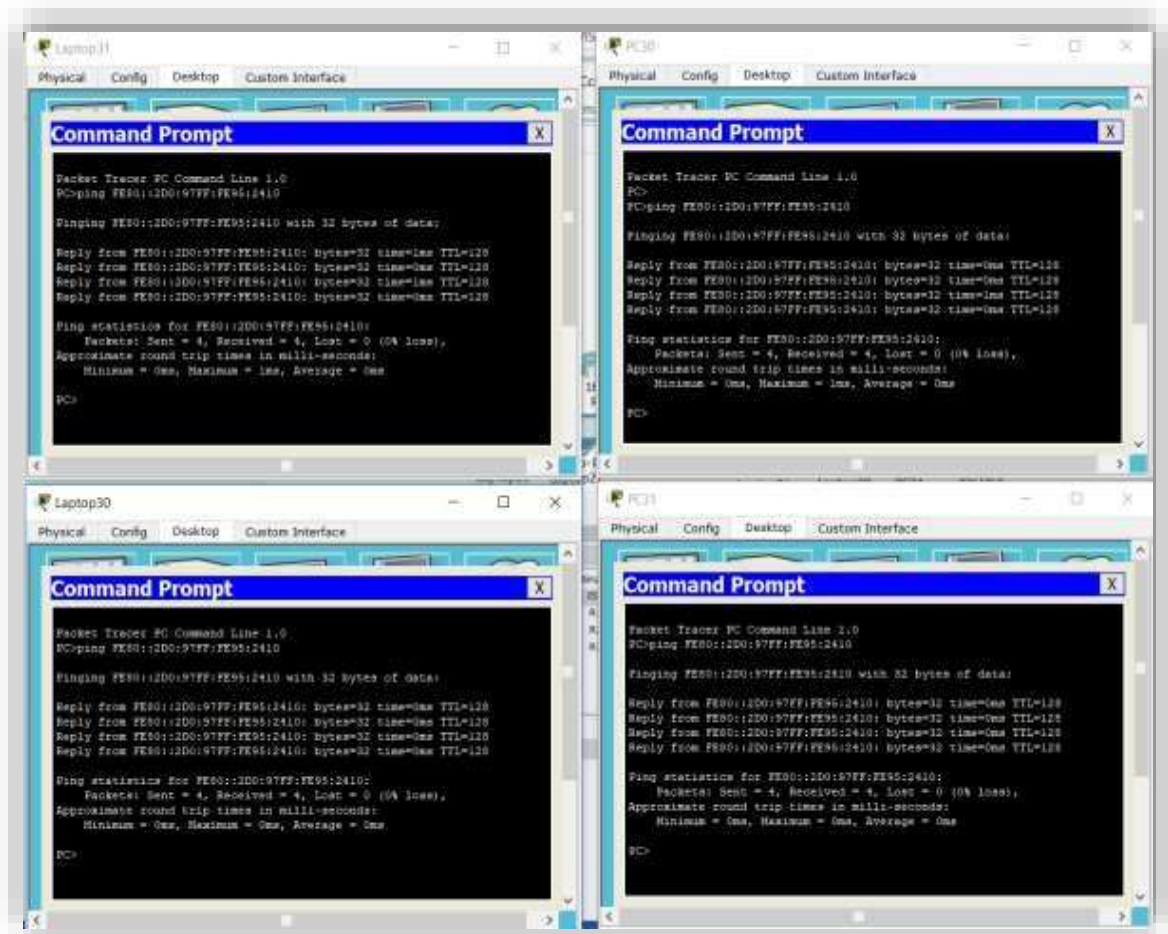 Laptop31
Physical Config Desktop Custom Interface
Command Prompt X
Packet Tracer PC Command Line 1.0
PC>ping FE80::2D0:97FF:FE95:2410
Pinging FE80::2D0:97FF:FE95:2410 with 32 bytes of data:
Reply from FE80::2D0:97FF:FE95:2410: bytes=32 time=1ms TTL=128
Reply from FE80::2D0:97FF:FE95:2410: bytes=32 time=0ms TTL=128
Reply from FE80::2D0:97FF:FE95:2410: bytes=32 time=1ms TTL=128
Reply from FE80::2D0:97FF:FE95:2410: bytes=32 time=0ms TTL=128
Ping statistics for FE80::2D0:97FF:FE95:2410:
Packets: Sent = 4, Received = 4, Lost = 0 (0% loss),
Approximate round trip times in milli-seconds:
Minimum = 0ms, Maximum = 1ms, Average = 0ms
PC>
PC30
Physical Config Desktop Custom Interface
Command Prompt X
Packet Tracer PC Command Line 1.0
PC>
PC>ping FE80::2D0:97FF:FE95:2410
Pinging FE80::2D0:97FF:FE95:2410 with 32 bytes of data:
Reply from FE80::2D0:97FF:FE95:2410: bytes=32 time=0ms TTL=128
Reply from FE80::2D0:97FF:FE95:2410: bytes=32 time=0ms TTL=128
Reply from FE80::2D0:97FF:FE95:2410: bytes=32 time=1ms TTL=128
Reply from FE80::2D0:97FF:FE95:2410: bytes=32 time=0ms TTL=128
Ping statistics for FE80::2D0:97FF:FE95:2410:
Packets: Sent = 4, Received = 4, Lost = 0 (0% loss),
Approximate round trip times in milli-seconds:
Minimum = 0ms, Maximum = 1ms, Average = 0ms
PC>
Laptop30
Physical Config Desktop Custom Interface
Command Prompt X
Packet Tracer PC Command Line 1.0
PC>ping FE80::2D0:97FF:FE95:2410
Pinging FE80::2D0:97FF:FE95:2410 with 32 bytes of data:
Reply from FE80::2D0:97FF:FE95:2410: bytes=32 time=0ms TTL=128
Reply from FE80::2D0:97FF:FE95:2410: bytes=32 time=0ms TTL=128
Reply from FE80::2D0:97FF:FE95:2410: bytes=32 time=0ms TTL=128
Reply from FE80::2D0:97FF:FE95:2410: bytes=32 time=0ms TTL=128
Ping statistics for FE80::2D0:97FF:FE95:2410:
Packets: Sent = 4, Received = 4, Lost = 0 (0% loss),
Approximate round trip times in milli-seconds:
Minimum = 0ms, Maximum = 0ms, Average = 0ms
PC>
PC31
Physical Config Desktop Custom Interface
Command Prompt X
Packet Tracer PC Command Line 1.0
PC>ping FE80::2D0:97FF:FE95:2410
Pinging FE80::2D0:97FF:FE95:2410 with 32 bytes of data:
Reply from FE80::2D0:97FF:FE95:2410: bytes=32 time=0ms TTL=128
Reply from FE80::2D0:97FF:FE95:2410: bytes=32 time=0ms TTL=128
Reply from FE80::2D0:97FF:FE95:2410: bytes=32 time=0ms TTL=128
Reply from FE80::2D0:97FF:FE95:2410: bytes=32 time=0ms TTL=128
Ping statistics for FE80::2D0:97FF:FE95:2410:
Packets: Sent = 4, Received = 4, Lost = 0 (0% loss),
Approximate round trip times in milli-seconds:
Minimum = 0ms, Maximum = 0ms, Average = 0ms
PC>